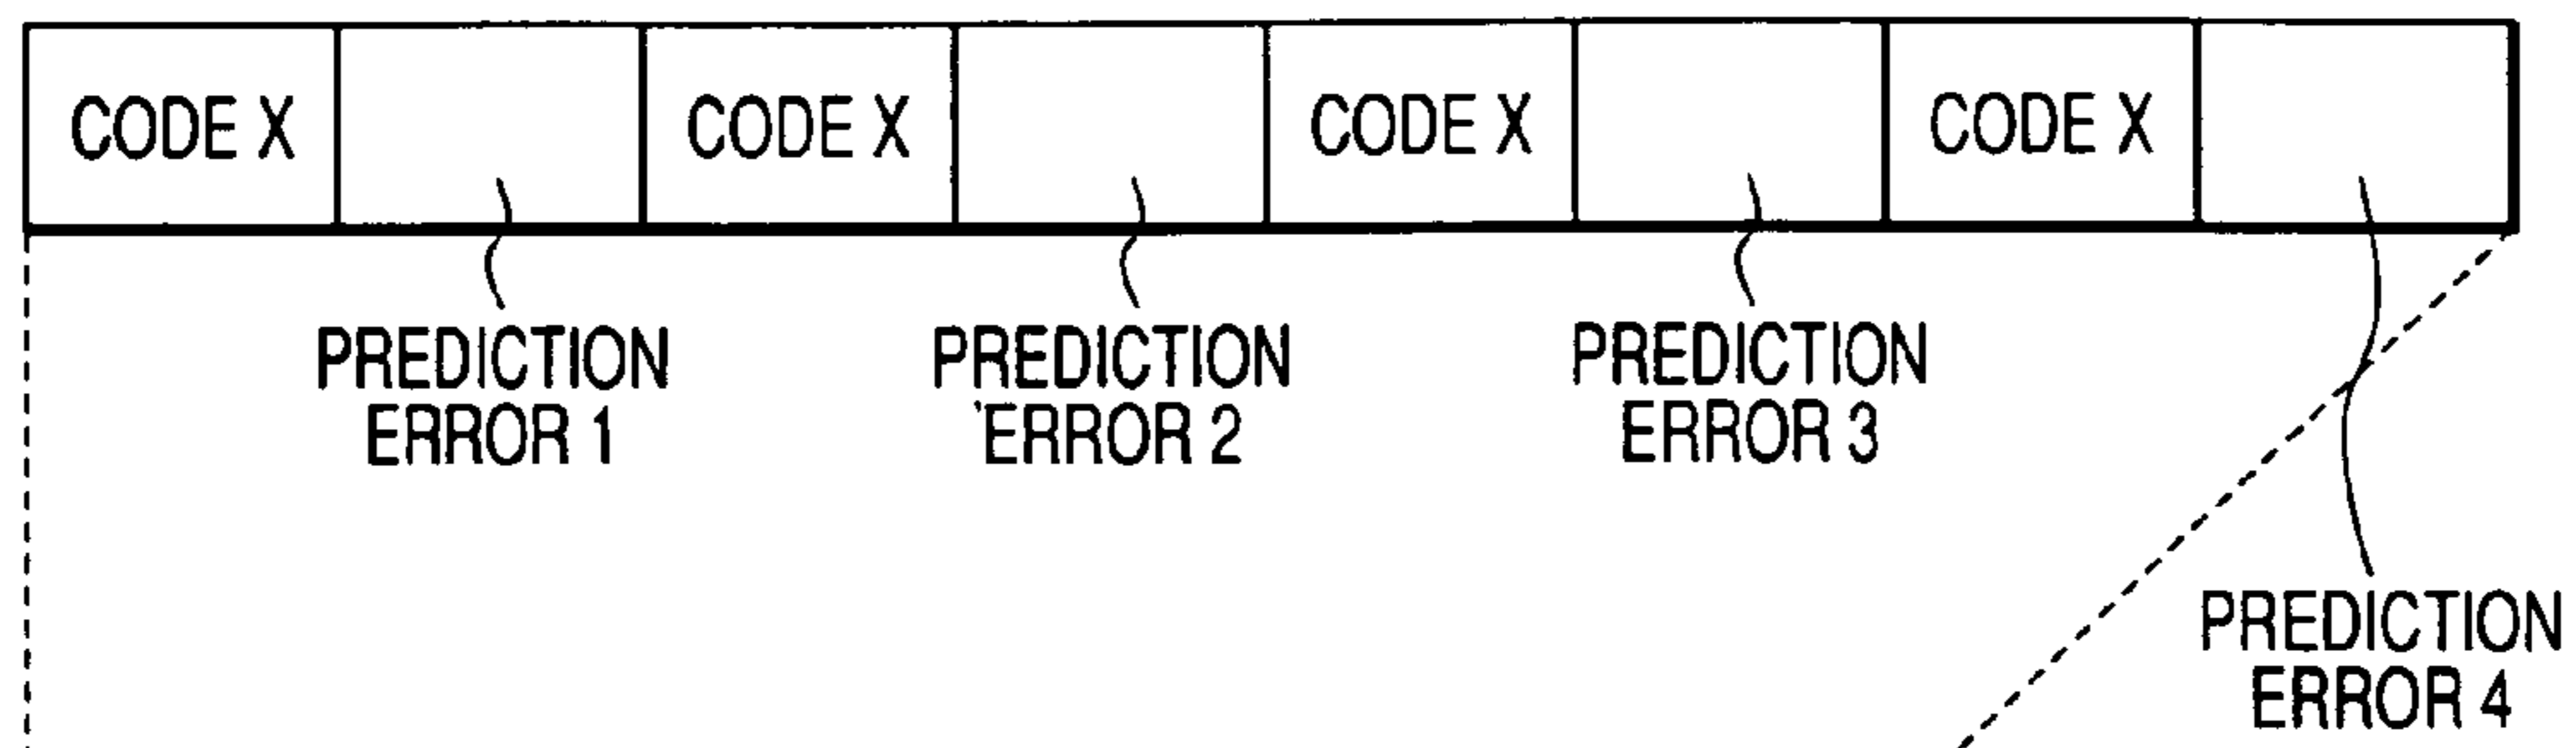 CODE X
CODE X
CODE X
CODE X
PREDICTION
ERROR 1
PREDICTION
ERROR 2
PREDICTION
ERROR 3
PREDICTION
ERROR 4